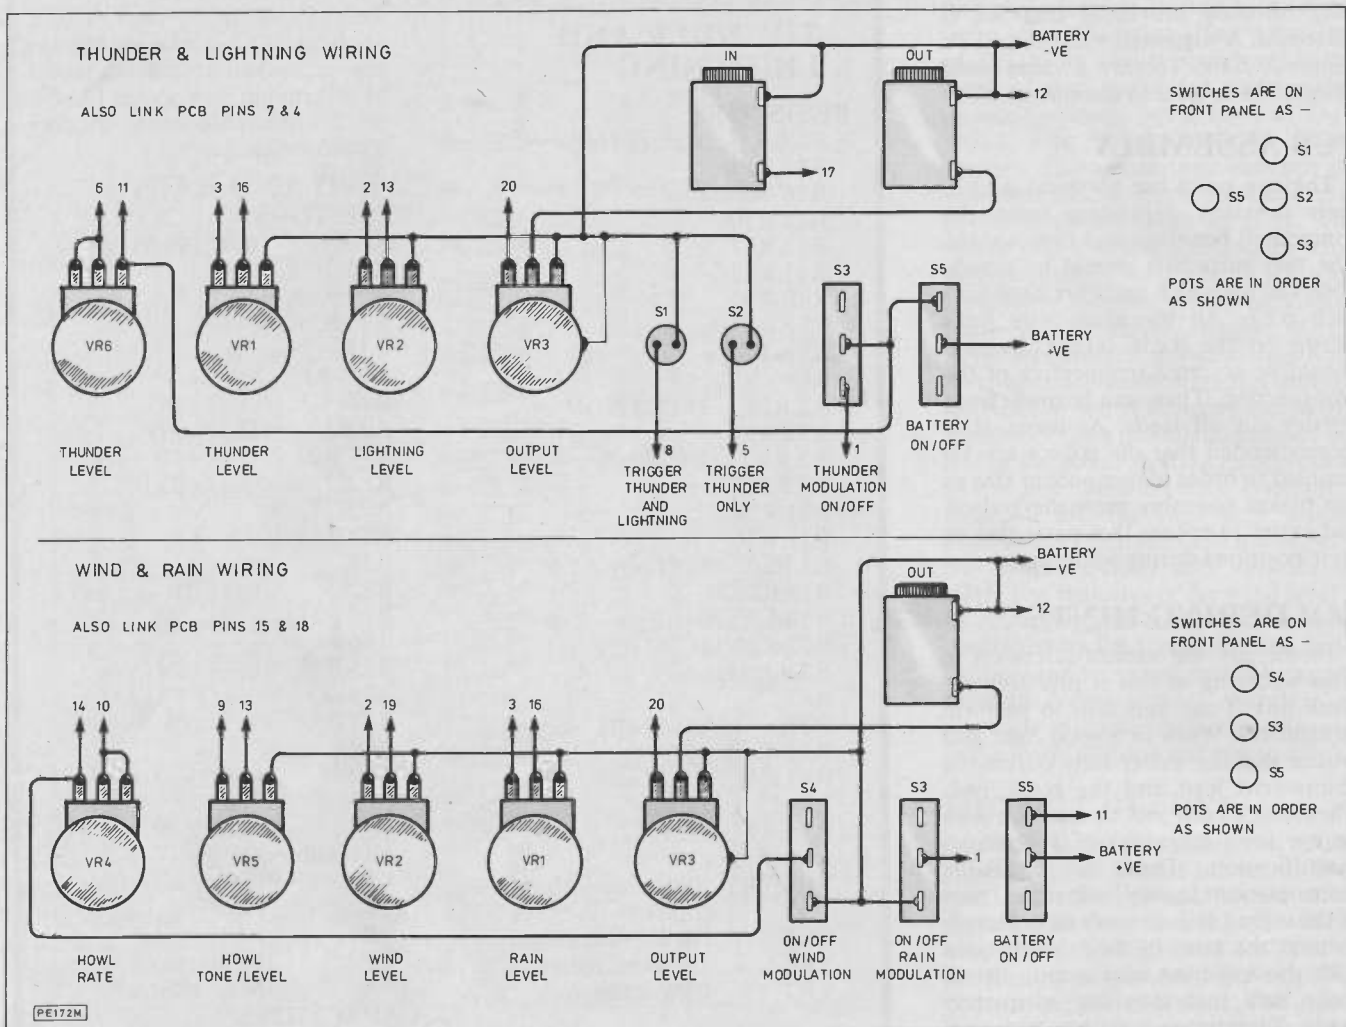 THUNDER & LIGHTNING WIRING
ALSO LINK PCB PINS 7 & 4
IN
OUT
BATTERY
-VE
12
17
SWITCHES ARE ON
FRONT PANEL AS —
S1
S5 S2
S3
POTS ARE IN ORDER
AS SHOWN
6 11 3 16 2 13 20
VR6 VR1 VR2 VR3
S1 S2 S3 S5
BATTERY
+VE
8 5 1
THUNDER
LEVEL
THUNDER
LEVEL
LIGHTNING
LEVEL
OUTPUT
LEVEL
TRIGGER
THUNDER
AND
LIGHTNING
TRIGGER
THUNDER
ONLY
THUNDER
MODULATION
ON/OFF
BATTERY
ON/OFF
WIND & RAIN WIRING
ALSO LINK PCB PINS 15 & 18
OUT
BATTERY
—VE
12
SWITCHES ARE ON
FRONT PANEL AS –
S4
S3
S5
POTS ARE IN ORDER
AS SHOWN
14 10 9 13 2 19 3 16 20
VR4 VR5 VR2 VR1 VR3
S4 S3 S5
11
1
BATTERY
+VE
HOWL
RATE
HOWL
TONE/LEVEL
WIND
LEVEL
RAIN
LEVEL
OUTPUT
LEVEL
ON/OFF
WIND
MODULATION
ON/OFF
RAIN
MODULATION
BATTERY
ON/OFF
PE172M